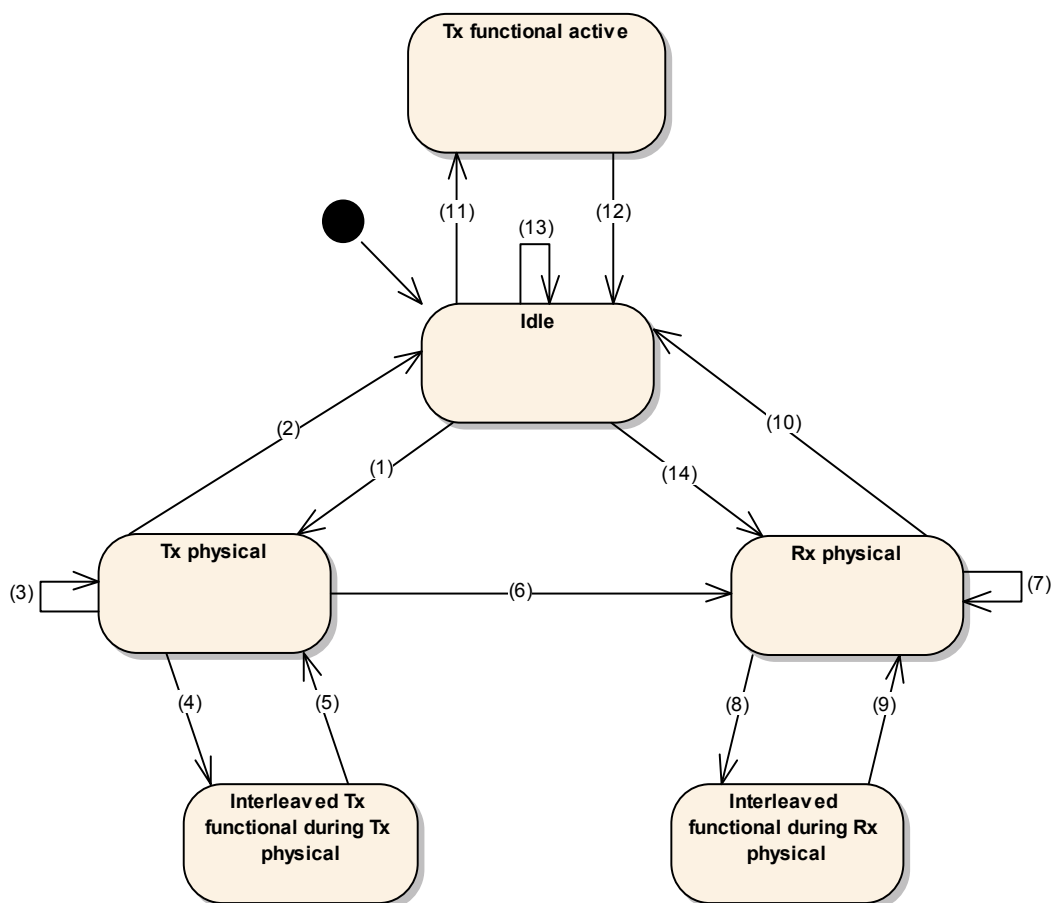 Tx functional active
(11)
(12)
(13)
Idle
(2)
(10)
(1)
(14)
Tx physical
Rx physical
(3)
(6)
(7)
(4)
(5)
(8)
(9)
Interleaved Tx
functional during Tx
physical
Interleaved
functional during Rx
physical